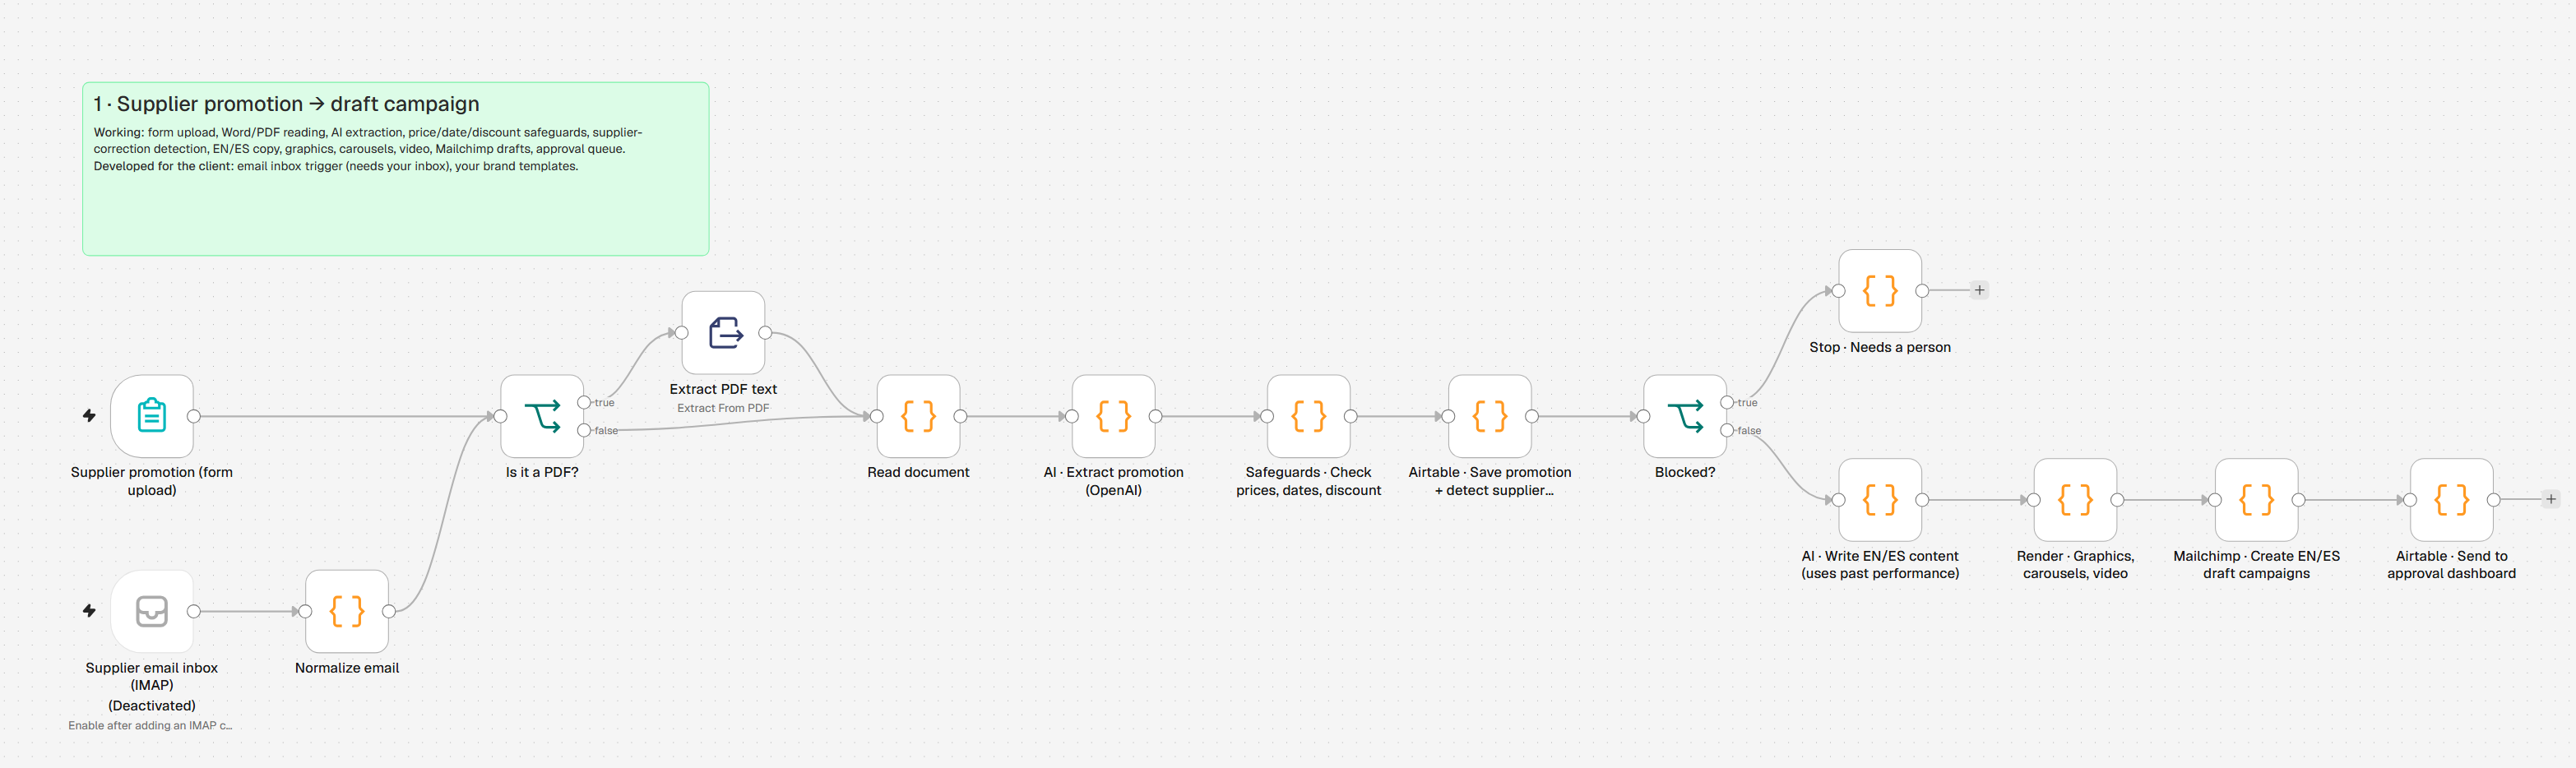 1 · Supplier promotion → draft campaign
Working: form upload, Word/PDF reading, AI extraction, price/date/discount safeguards, supplier-
correction detection, EN/ES copy, graphics, carousels, video, Mailchimp drafts, approval queue.
Developed for the client: email inbox trigger (needs your inbox), your brand templates.
Stop · Needs a person
Extract PDF text
Extract From PDF
true
false
true
false
Supplier promotion (form
upload)
Is it a PDF?
Read document
AI · Extract promotion
(OpenAI)
Safeguards · Check
prices, dates, discount
Airtable · Save promotion
+ detect supplier...
Blocked?
AI · Write EN/ES content
(uses past performance)
Render · Graphics,
carousels, video
Mailchimp · Create EN/ES
draft campaigns
Airtable · Send to
approval dashboard
Supplier email inbox
(IMAP)
(Deactivated)
Enable after adding an IMAP c...
Normalize email